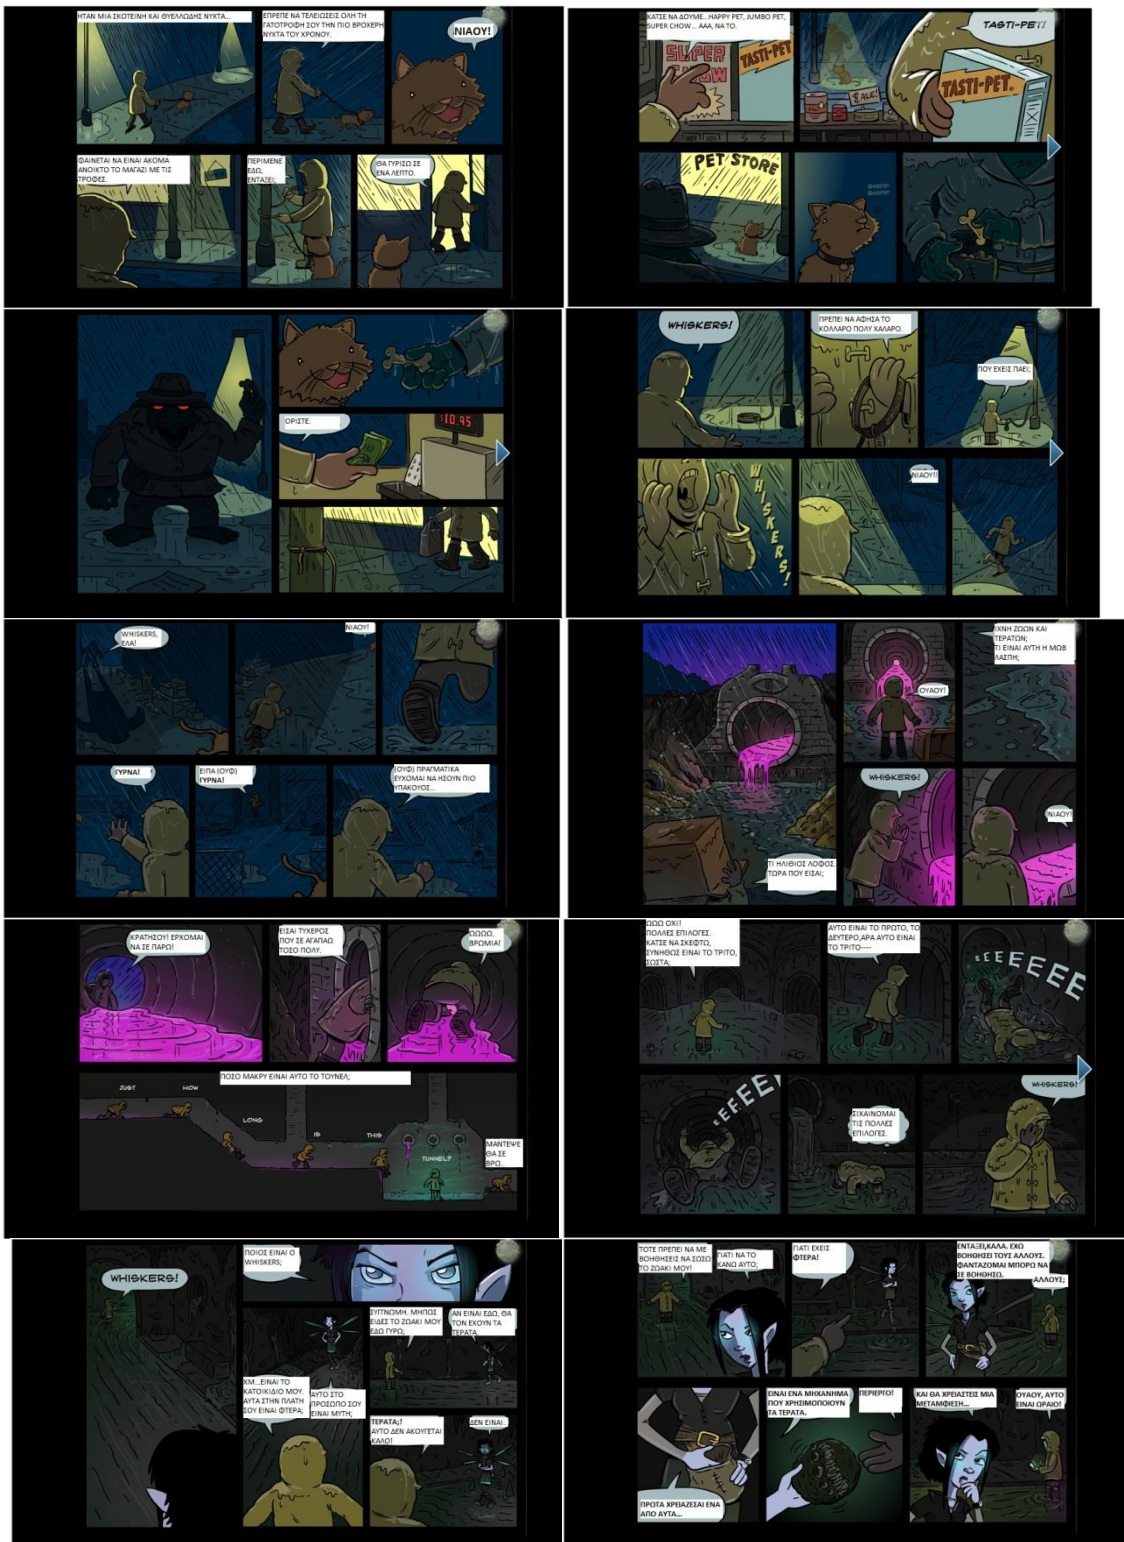 ΗΤΑΝ ΜΙΑ ΣΚΟΤΕΙΝΗ ΚΑΙ ΘΥΕΛΛΩΔΗΣ ΝΥΧΤΑ...
ΕΠΡΕΠΕ ΝΑ ΤΕΛΕΙΩΣΕΙΣ ΟΛΗ ΤΗ
ΓΑΤΟΤΡΟΦΗ ΣΟΥ ΤΗΝ ΠΙΟ ΒΡΟΧΕΡΗ
ΝΥΧΤΑ ΤΟΥ ΧΡΟΝΟΥ.
ΝΙΑΟΥ!
ΦΑΙΝΕΤΑΙ ΝΑ ΕΙΝΑΙ ΑΚΟΜΑ
ΑΝΟΙΚΤΟ ΤΟ ΜΑΓΑΖΙ ΜΕ ΤΙΣ
ΤΡΟΦΕΣ.
ΠΕΡΙΜΕΝΕ
ΕΔΩ,
ΕΝΤΑΞΕΙ;
ΘΑ ΓΥΡΙΣΩ ΣΕ
ΕΝΑ ΛΕΠΤΟ.
ΚΑΤΣΕ ΝΑ ΔΟΥΜΕ...HAPPY PET, JUMBO PET,
SUPER CHOW... ΑΑΑ, ΝΑ ΤΟ.
SUPER
CHOW
TASTI-PET
SALE!
TASTI-PET!
TASTI-PET.
PET STORE
SNIFF
SNIFF
ΟΡΙΣΤΕ.
10.95
WHISKERS!
ΠΡΕΠΕΙ ΝΑ ΑΦΗΣΑ ΤΟ
ΚΟΛΛΑΡΟ ΠΟΛΥ ΧΑΛΑΡΟ.
ΠΟΥ ΕΧΕΙΣ ΠΑΕΙ;
WHISKERS!
ΝΙΑΟΥ!!
WHISKERS,
ΕΛΑ!
ΝΙΑΟΥ!
ΓΥΡΝΑ!
ΕΙΠΑ (ΟΥΦ)
ΓΥΡΝΑ!
(ΟΥΦ) ΠΡΑΓΜΑΤΙΚΑ
ΕΥΧΟΜΑΙ ΝΑ ΗΣΟΥΝ ΠΙΟ
ΥΠΑΚΟΥΟΣ...
ΤΙ ΗΛΙΘΙΟΣ ΛΟΦΟΣ,
ΤΩΡΑ ΠΟΥ ΕΙΣΑΙ;
ΟΥΑΟΥ!
ΙΧΝΗ ΖΩΩΝ ΚΑΙ
ΤΕΡΑΤΩΝ;
ΤΙ ΕΙΝΑΙ ΑΥΤΗ Η ΜΩΒ
ΛΑΣΠΗ;
WHISKERS!
ΝΙΑΟΥ!
ΚΡΑΤΗΣΟΥ! ΕΡΧΟΜΑΙ
ΝΑ ΣΕ ΠΑΡΩ!
ΕΙΣΑΙ ΤΥΧΕΡΟΣ
ΠΟΥ ΣΕ ΑΓΑΠΑΩ
ΤΟΣΟ ΠΟΛΥ.
ΩΩΩΩ.
ΒΡΩΜΙΑ!
ΠΟΣΟ ΜΑΚΡΥ ΕΙΝΑΙ ΑΥΤΟ ΤΟ ΤΟΥΝΕΛ;
JUST
HOW
LONG
IS
THIS
TUNNEL?
ΜΑΝΤΕΨΕ
ΘΑ ΣΕ
ΒΡΩ..
ΩΩΩ ΟΧΙ!
ΠΟΛΛΕΣ ΕΠΙΛΟΓΕΣ.
ΚΑΤΣΕ ΝΑ ΣΚΕΦΤΩ,
ΣΥΝΗΘΩΣ ΕΙΝΑΙ ΤΟ ΤΡΙΤΟ,
ΣΩΣΤΑ;
ΑΥΤΟ ΕΙΝΑΙ ΤΟ ΠΡΩΤΟ, ΤΟ
ΔΕΥΤΕΡΟ,ΑΡΑ ΑΥΤΟ ΕΙΝΑΙ
ΤΟ ΤΡΙΤΟ----
EEEEEEE
EEEEEE
ΣΙΧΑΙΝΟΜΑΙ
ΤΙΣ ΠΟΛΛΕΣ
ΕΠΙΛΟΓΕΣ.
WHISKERS!
WHISKERS!
ΠΟΙΟΣ ΕΙΝΑΙ Ο
WHISKERS;
ΧΜ...ΕΙΝΑΙ ΤΟ
ΚΑΤΟΙΚΙΔΙΟ ΜΟΥ.
ΑΥΤΑ ΣΤΗΝ ΠΛΑΤΗ
ΣΟΥ ΕΙΝΑΙ ΦΤΕΡΑ;
ΑΥΤΟ ΣΤΟ
ΠΡΟΣΩΠΟ ΣΟΥ
ΕΙΝΑΙ ΜΥΤΗ;
ΣΥΓΓΝΩΜΗ. ΜΗΠΩΣ
ΕΙΔΕΣ ΤΟ ΖΩΑΚΙ ΜΟΥ
ΕΔΩ ΓΥΡΩ;
ΑΝ ΕΙΝΑΙ ΕΔΩ, ΘΑ
ΤΟΝ ΕΧΟΥΝ ΤΑ
ΤΕΡΑΤΑ.
ΤΕΡΑΤΑ;!
ΑΥΤΟ ΔΕΝ ΑΚΟΥΓΕΤΑΙ
ΚΑΛΟ!
ΔΕΝ ΕΙΝΑΙ..
ΤΟΤΕ ΠΡΕΠΕΙ ΝΑ ΜΕ
ΒΟΗΘΗΣΕΙΣ ΝΑ ΣΩΣΩ
ΤΟ ΖΩΑΚΙ ΜΟΥ!
ΓΙΑΤΙ ΝΑ ΤΟ
ΚΑΝΩ ΑΥΤΟ;
ΓΙΑΤΙ ΕΧΕΙΣ
ΦΤΕΡΑ!
ΕΝΤΑΞΕΙ,ΚΑΛΑ. ΕΧΩ
ΒΟΗΘΗΣΕΙ ΤΟΥΣ ΑΛΛΟΥΣ.
ΦΑΝΤΑΖΟΜΑΙ ΜΠΟΡΩ ΝΑ
ΣΕ ΒΟΗΘΗΣΩ.
ΑΛΛΟΥΣ;
ΠΡΩΤΑ ΧΡΕΙΑΖΕΣΑΙ ΕΝΑ
ΑΠΟ ΑΥΤΑ...
ΕΙΝΑΙ ΕΝΑ ΜΗΧΑΝΗΜΑ
ΠΟΥ ΧΡΗΣΙΜΟΠΟΙΟΥΝ
ΤΑ ΤΕΡΑΤΑ.
ΠΕΡΙΕΡΓΟ!
ΚΑΙ ΘΑ ΧΡΕΙΑΣΤΕΙΣ ΜΙΑ
ΜΕΤΑΜΦΙΕΣΗ...
ΟΥΑΟΥ, ΑΥΤΟ
ΕΙΝΑΙ ΩΡΑΙΟ!